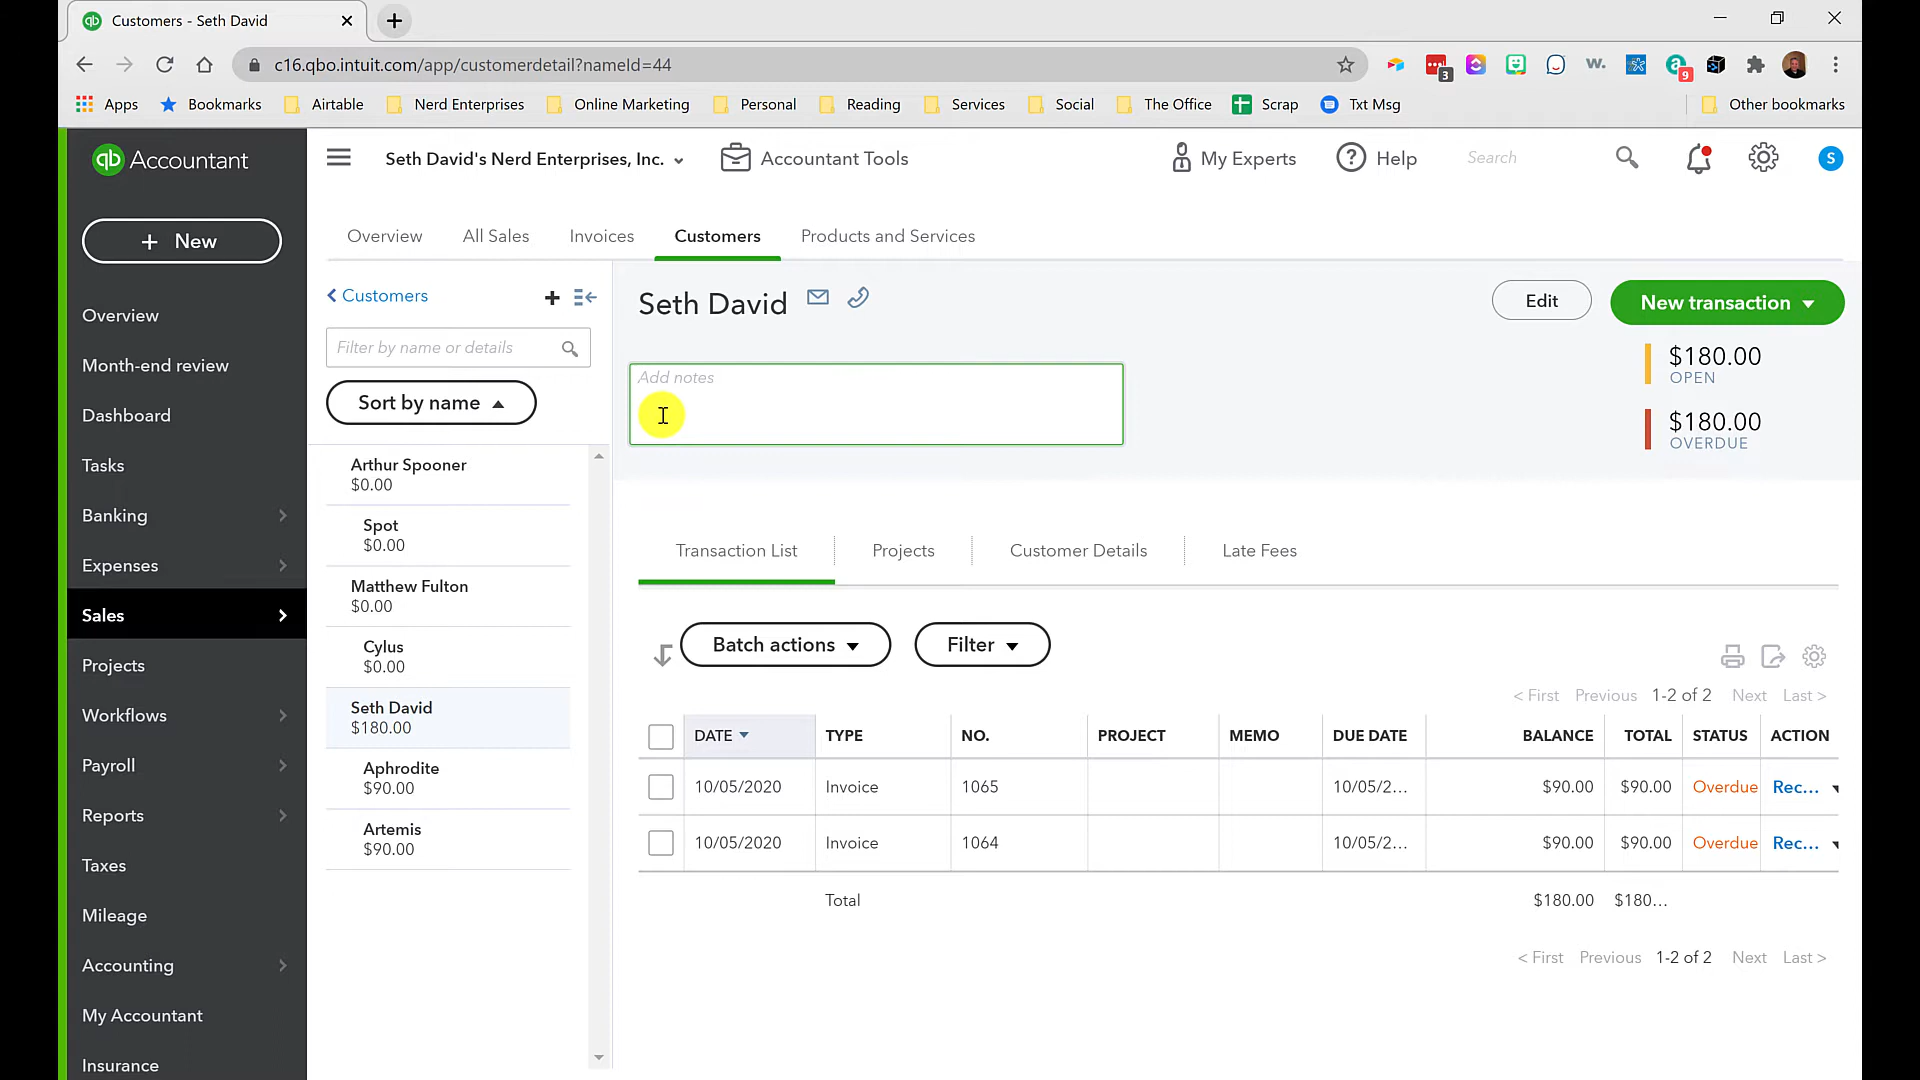 Customers - Seth David
c16.qbo.intuit.com/app/customerdetail?nameId=44
3
w.
a
9
Apps
Bookmarks
Airtable
Nerd Enterprises
Online Marketing
Personal
Reading
Services
Social
The Office
Scrap
Txt Msg
Other bookmarks
qb Accountant
Seth David's Nerd Enterprises, Inc.
Accountant Tools
My Experts
Help
Search
S
+ New
Overview
All Sales
Invoices
Customers
Products and Services
Overview
Month-end review
Dashboard
Tasks
Banking
Expenses
Sales
Projects
Workflows
Payroll
Reports
Taxes
Mileage
Accounting
My Accountant
Insurance
Customers
Filter by name or details
Sort by name
Arthur Spooner
$0.00
Spot
$0.00
Matthew Fulton
$0.00
Cylus
$0.00
Seth David
$180.00
Aphrodite
$90.00
Artemis
$90.00
Seth David
Edit
New transaction
Add notes
$180.00
OPEN
$180.00
OVERDUE
Transaction List
Projects
Customer Details
Late Fees
Batch actions
Filter
< First Previous 1-2 of 2 Next Last >
DATE TYPE NO. PROJECT MEMO DUE DATE BALANCE TOTAL STATUS ACTION
10/05/2020 Invoice 1065 10/05/2... $90.00 $90.00 Overdue Rec...
10/05/2020 Invoice 1064 10/05/2... $90.00 $90.00 Overdue Rec...
Total $180.00 $180...
< First Previous 1-2 of 2 Next Last >